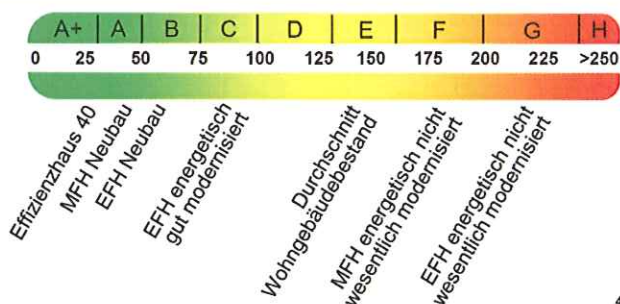 A+ A B C D E F G H
0 25 50 75 100 125 150 175 200 225 >250
Effizienzhaus 40
MFH Neubau
EFH Neubau
EFH energetisch
gut modernisiert
Durchschnitt
Wohngebäudebestand
MFH energetisch nicht
wesentlich modernisiert
EFH energetisch nicht
wesentlich modernisiert